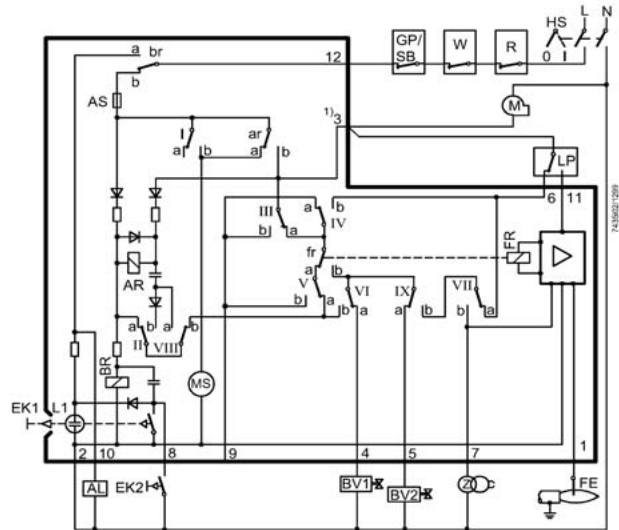 L N
HS
GP/
SB
W
R
0 I
a br
b
12
AS
M
1)3
I
a b
ar
a b
LP
6 11
III
b a
a b
IV
fr
a b
FR
AR
V
b a
VI
b a
IX
a b
VII
b a
a b
II
a b
VIII
BR
MS
EK1 L1
2 10 8 9 4 5 7 1
AL
EK2
BV1
BV2
Z
FE
7435s02/1299